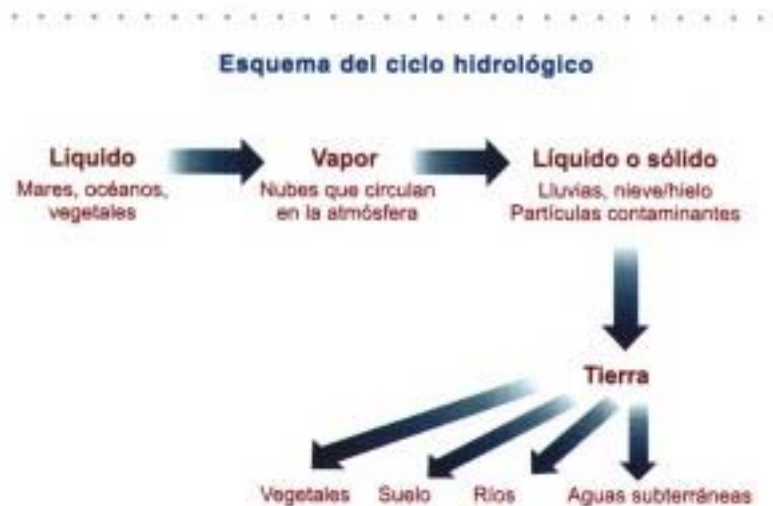 Esquema del ciclo hidrológico
Líquido
Mares, océanos,
vegetales
Vapor
Nubes que circulan
en la atmósfera
Líquido o sólido
Lluvias, nieve/hielo
Partículas contaminantes
Tierra
Vegetales
Suelo
Ríos
Aguas subterráneas